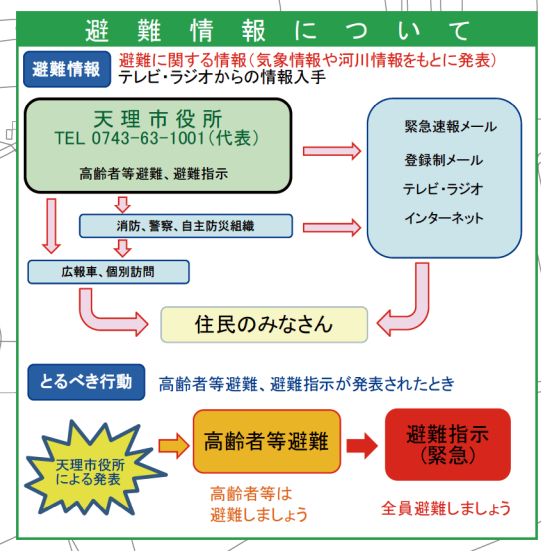 避難情報について
避難情報
避難に関する情報（気象情報や河川情報をもとに発表）
テレビ・ラジオからの情報入手
天理市役所
TEL 0743-63-1001（代表）
高齢者等避難、避難指示
緊急速報メール
登録制メール
テレビ・ラジオ
インターネット
消防、警察、自主防災組織
広報車、個別訪問
住民のみなさん
とるべき行動
高齢者等避難、避難指示が発表されたとき
天理市役所
による発表
高齢者等避難
避難指示
（緊急）
高齢者等は
避難しましょう
全員避難しましょう